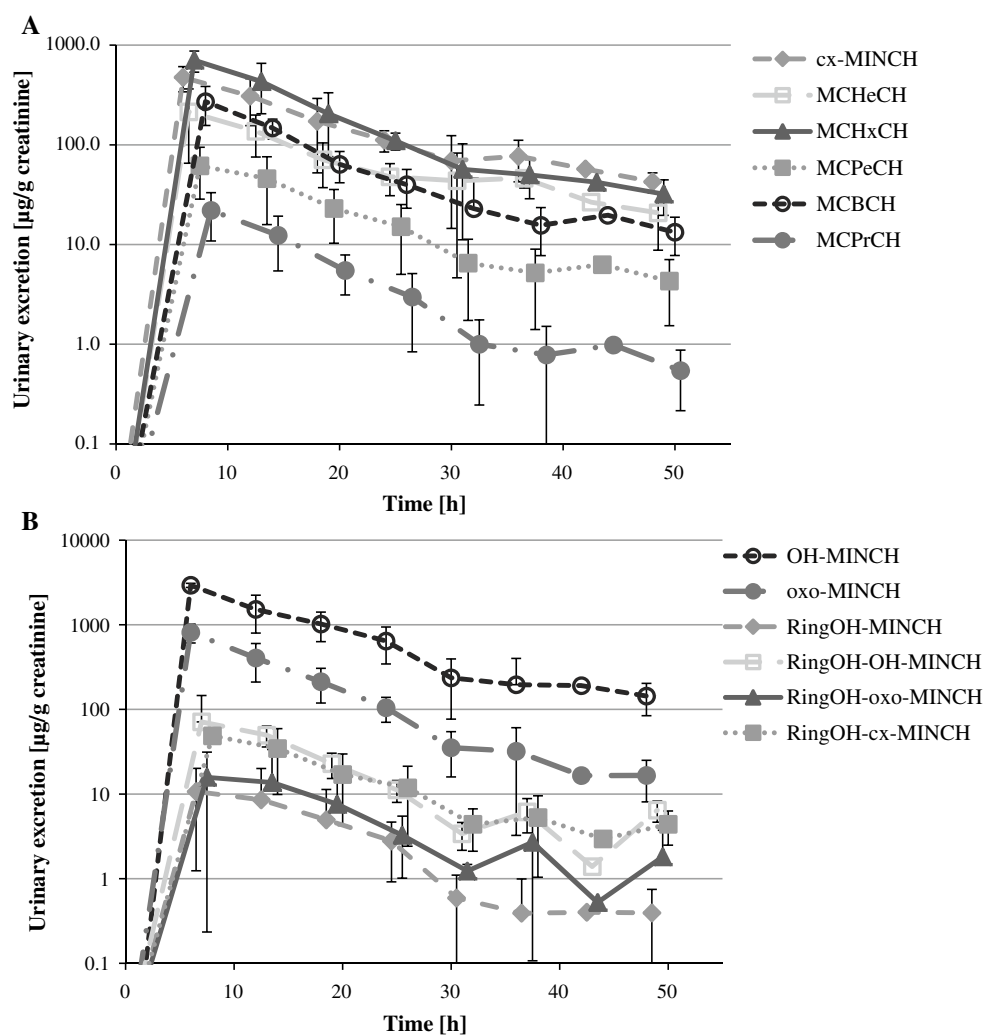 A
Urinary excretion [µg/g creatinine]
1000.0
100.0
10.0
1.0
0.1
0 10 20 30 40 50
Time [h]
cx-MINCH
MCHeCH
MCHxCH
MCPeCH
MCBCH
MCPrCH
B
Urinary excretion [µg/g creatinine]
10000
1000
100
10
1
0.1
0 10 20 30 40 50
Time [h]
OH-MINCH
oxo-MINCH
RingOH-MINCH
RingOH-OH-MINCH
RingOH-oxo-MINCH
RingOH-cx-MINCH